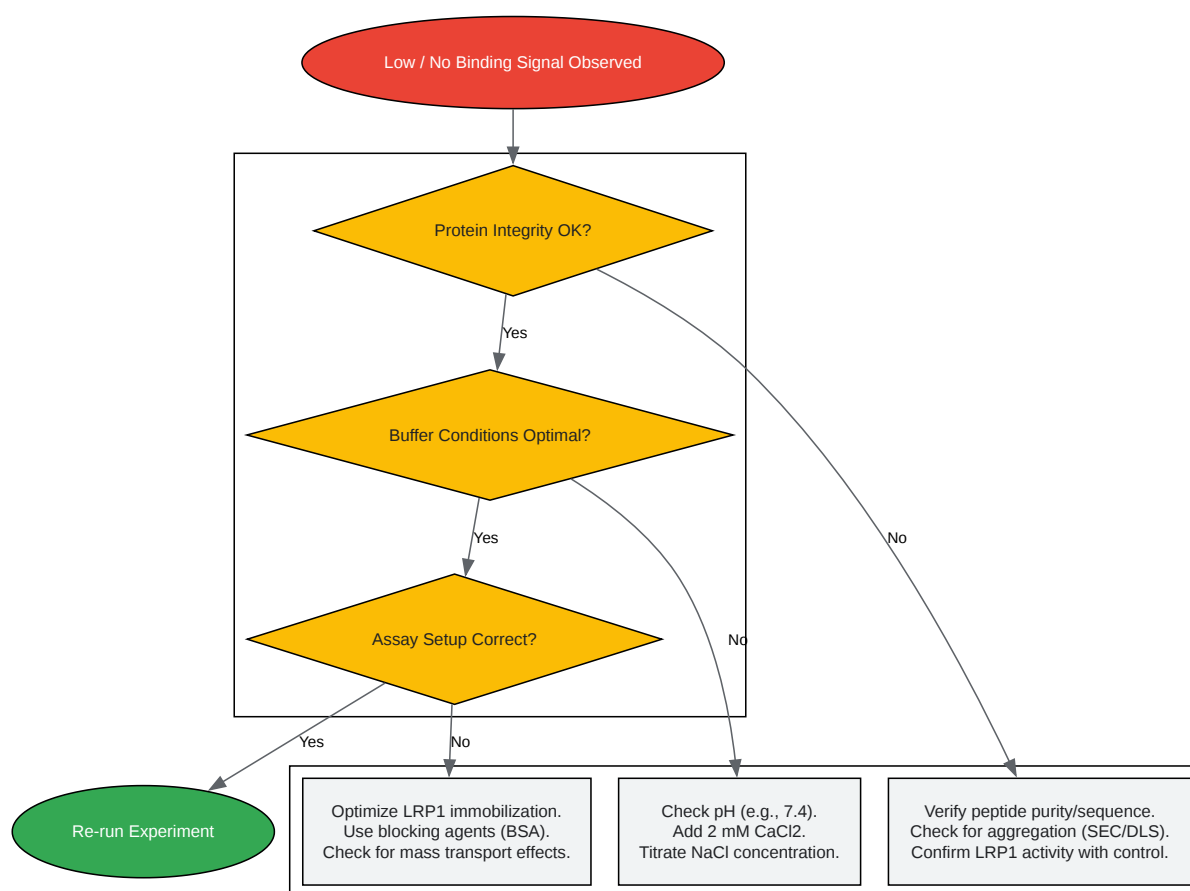 Low / No Binding Signal Observed
Protein Integrity OK?
Yes
Buffer Conditions Optimal?
No
Yes
Assay Setup Correct?
No
Yes
No
Re-run Experiment
Optimize LRP1 immobilization.
Use blocking agents (BSA).
Check for mass transport effects.
Check pH (e.g., 7.4).
Add 2 mM CaCl2.
Titrate NaCl concentration.
Verify peptide purity/sequence.
Check for aggregation (SEC/DLS).
Confirm LRP1 activity with control.